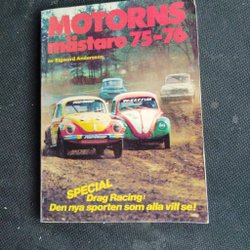 MOTORNS
mästare 75-76
av Sigvard Andersson
SPECIAL
Drag Racing:
Den nya sporten som alla vill se!